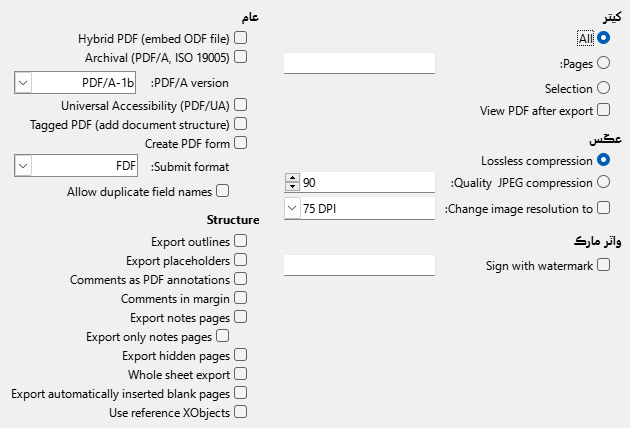 کیتر
All
Pages:
Selection
View PDF after export
عڪس
Lossless compression
Quality JPEG compression:
90
Change image resolution to:
75 DPI
واٽر مارڪ
Sign with watermark
عام
Hybrid PDF (embed ODF file)
Archival (PDF/A, ISO 19005)
PDF/A version:
PDF/A-1b
Universal Accessibility (PDF/UA)
Tagged PDF (add document structure)
Create PDF form
Submit format:
FDF
Allow duplicate field names
Structure
Export outlines
Export placeholders
Comments as PDF annotations
Comments in margin
Export notes pages
Export only notes pages
Export hidden pages
Whole sheet export
Export automatically inserted blank pages
Use reference XObjects